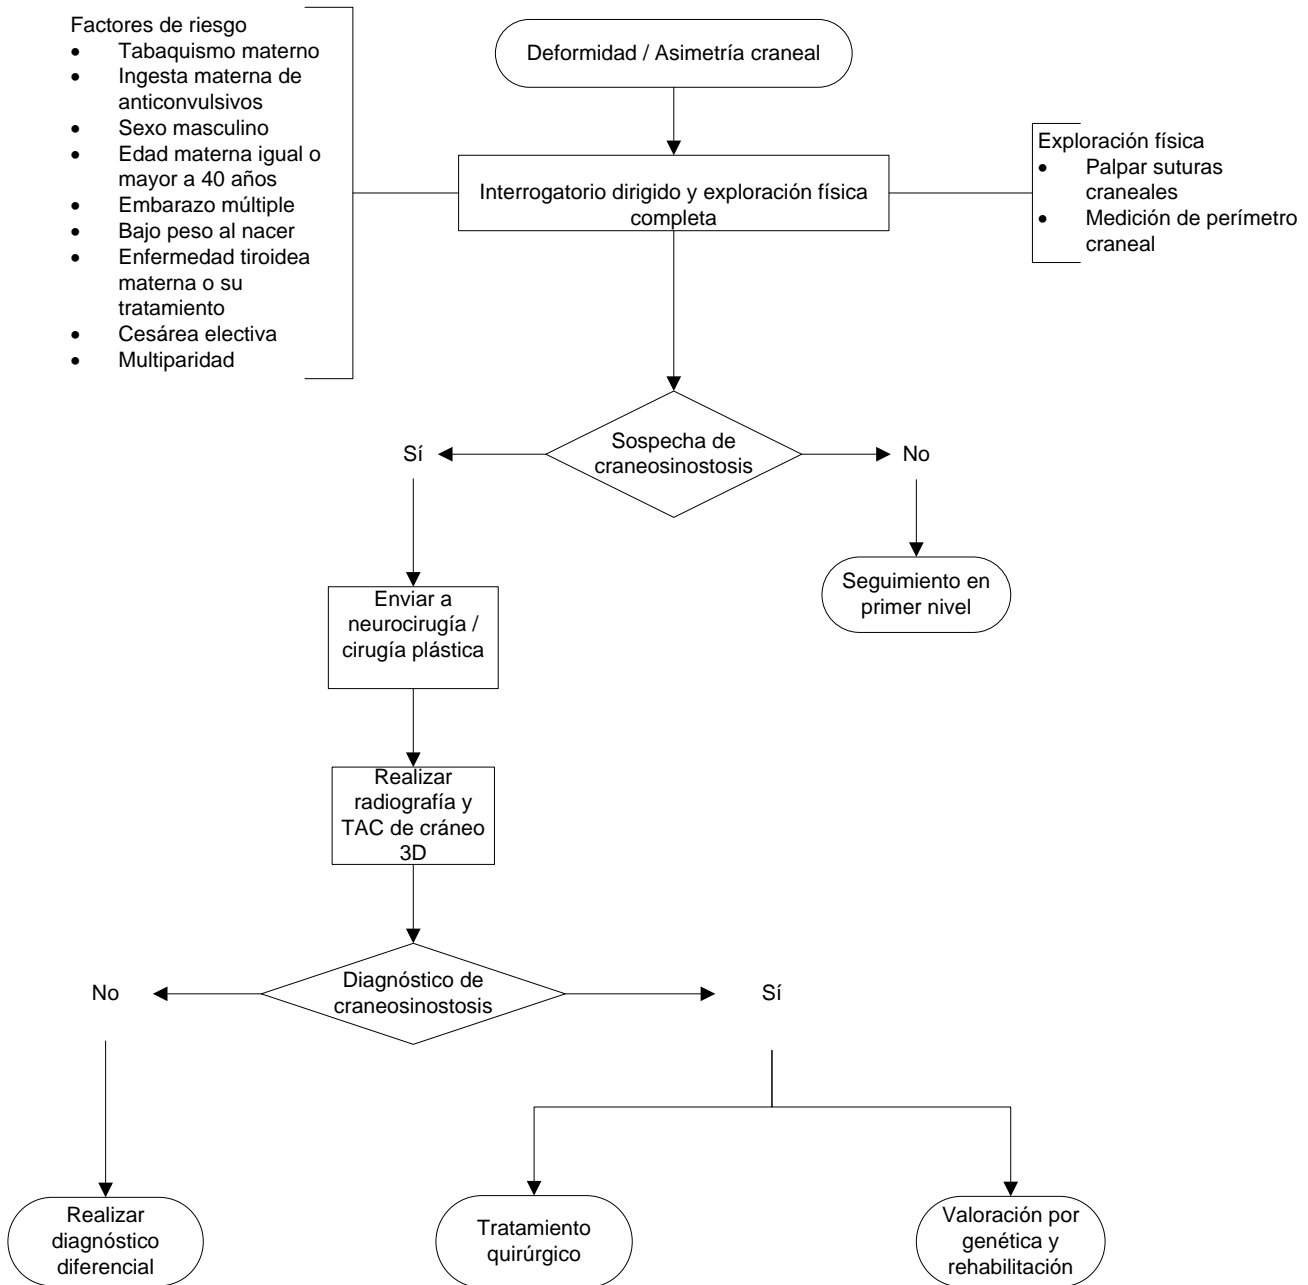 Factores de riesgo
• Tabaquismo materno
• Ingesta materna de
anticonvulsivos
• Sexo masculino
• Edad materna igual o
mayor a 40 años
• Embarazo múltiple
• Bajo peso al nacer
• Enfermedad tiroidea
materna o su
tratamiento
• Cesárea electiva
• Multiparidad
Deformidad / Asimetría craneal
Interrogatorio dirigido y exploración física
completa
Exploración física
• Palpar suturas
craneales
• Medición de perímetro
craneal
Sospecha de
craneosinostosis
Sí
No
Seguimiento en
primer nivel
Enviar a
neurocirugía /
cirugía plástica
Realizar
radiografía y
TAC de cráneo
3D
Diagnóstico de
craneosinostosis
No
Sí
Realizar
diagnóstico
diferencial
Tratamiento
quirúrgico
Valoración por
genética y
rehabilitación